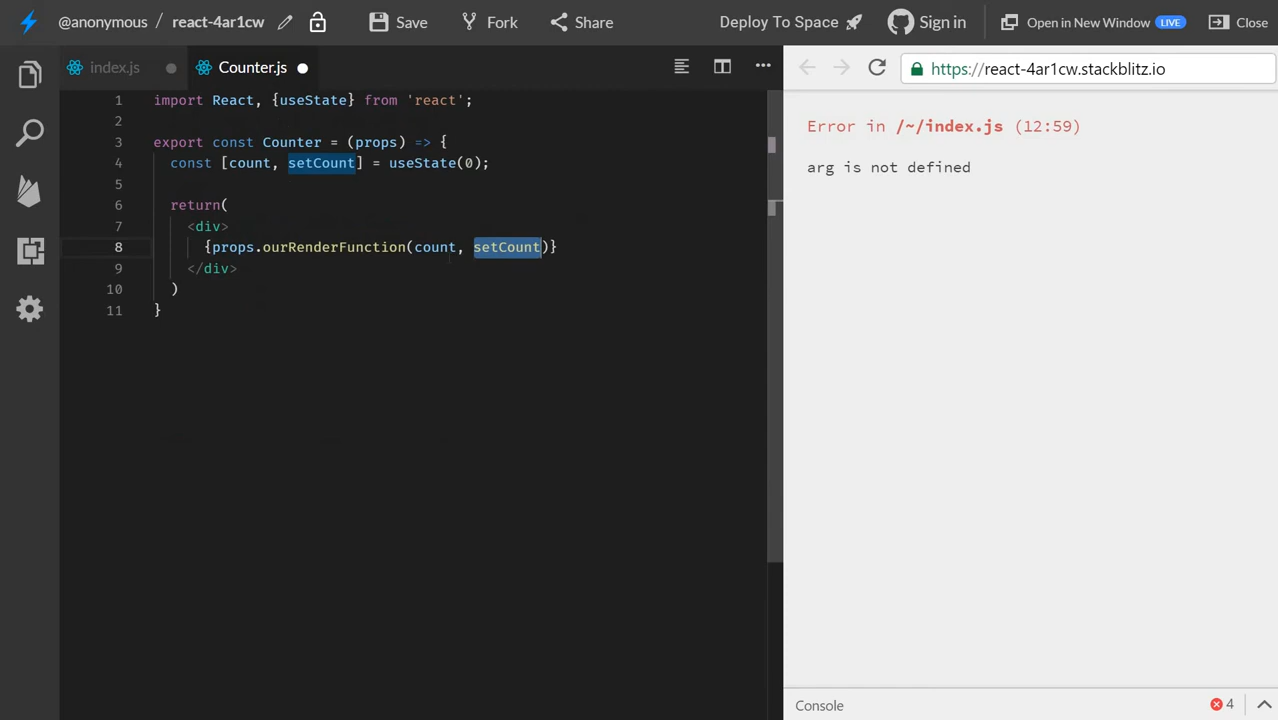 @anonymous / react-4ar1cw Save Fork Share Deploy To Space Sign in Open in New Window LIVE Close
index.js Counter.js
https://react-4ar1cw.stackblitz.io
1 import React, {useState} from 'react';
2
3 export const Counter = (props) => {
4 const [count, setCount] = useState(0);
5
6 return(
7 <div>
8 {props.ourRenderFunction(count, setCount)}
9 </div>
10 )
11 }
Error in /~/index.js (12:59)
arg is not defined
Console 4